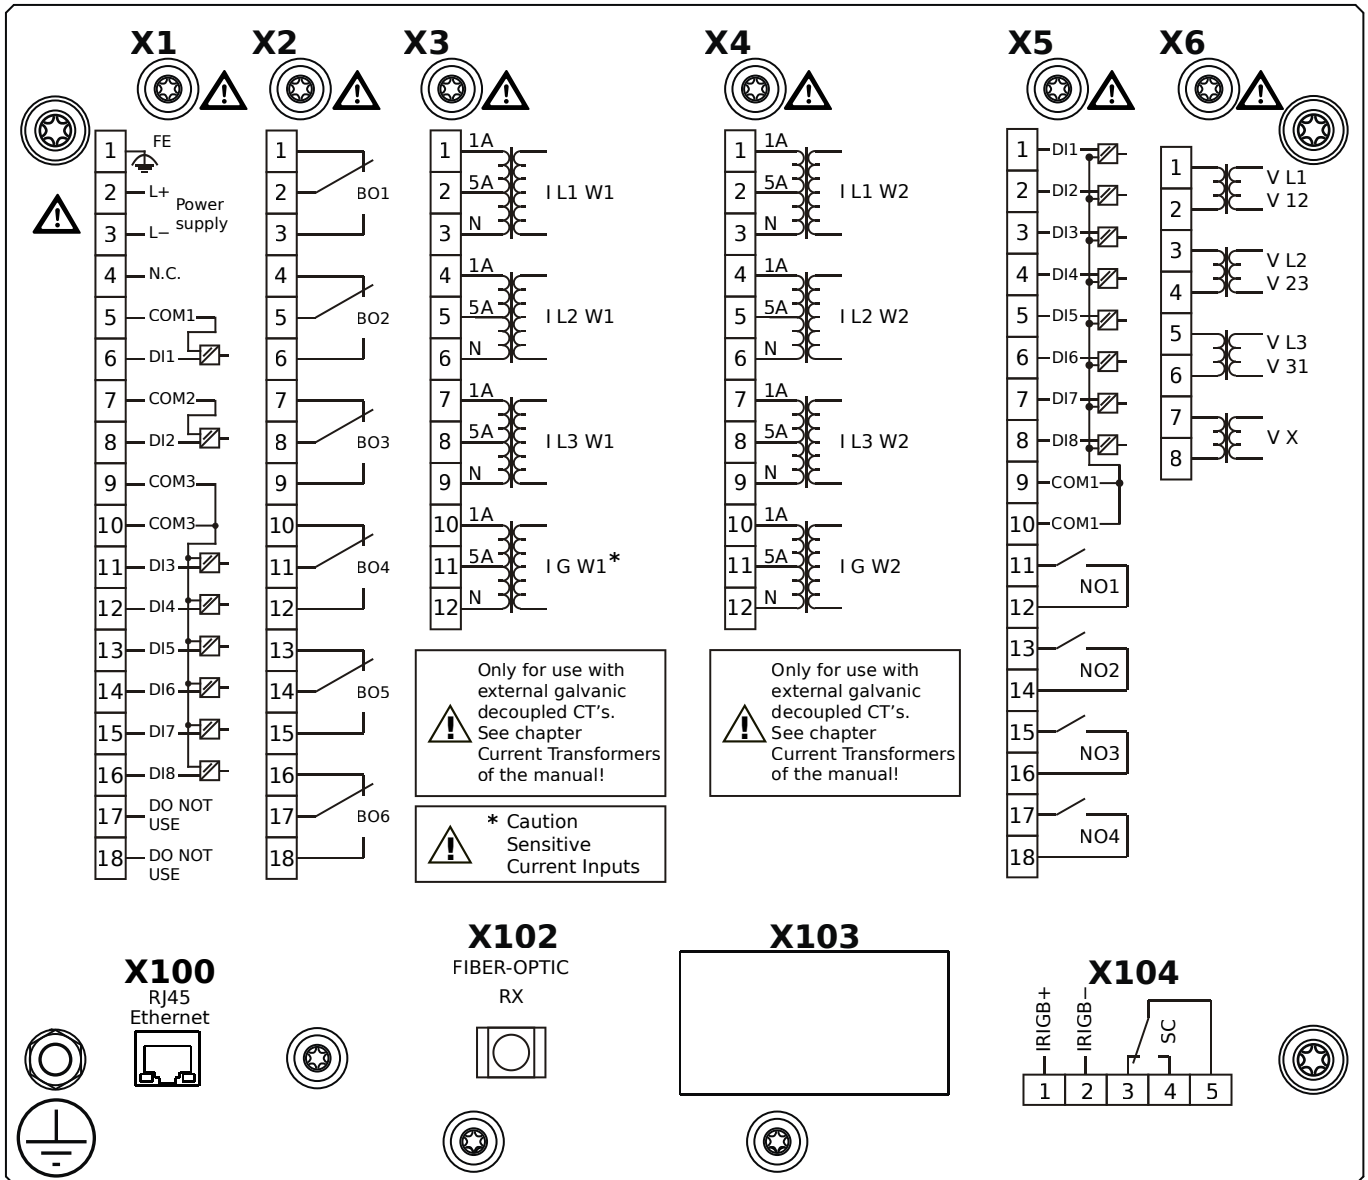 X1
X2
X3
X4
X5
X6
1
FE
2
L+
Power
supply
3
L−
4
N.C.
5
COM1
6
DI1
7
COM2
8
DI2
9
COM3
10
COM3
11
DI3
12
DI4
13
DI5
14
DI6
15
DI7
16
DI8
17
DO NOT
USE
18
DO NOT
USE
1
2
BO1
3
4
5
BO2
6
7
8
BO3
9
10
11
BO4
12
13
14
BO5
15
16
17
BO6
18
1
1A
2
5A
I L1 W1
3
N
4
1A
5
5A
I L2 W1
6
N
7
1A
8
5A
I L3 W1
9
N
10
1A
11
5A
I G W1*
12
N
Only for use with
external galvanic
decoupled CT's.
See chapter
Current Transformers
of the manual!
* Caution
Sensitive
Current Inputs
1
1A
2
5A
I L1 W2
3
N
4
1A
5
5A
I L2 W2
6
N
7
1A
8
5A
I L3 W2
9
N
10
1A
11
5A
I G W2
12
N
Only for use with
external galvanic
decoupled CT's.
See chapter
Current Transformers
of the manual!
1
DI1
2
DI2
3
DI3
4
DI4
5
DI5
6
DI6
7
DI7
8
DI8
9
COM1
10
COM1
11
NO1
12
13
NO2
14
15
NO3
16
17
NO4
18
1
V L1
2
V 12
3
V L2
4
V 23
5
V L3
6
V 31
7
V X
8
X100
RJ45
Ethernet
X102
FIBER-OPTIC
RX
X103
X104
IRIGB+
IRIGB−
SC
1
2
3
4
5